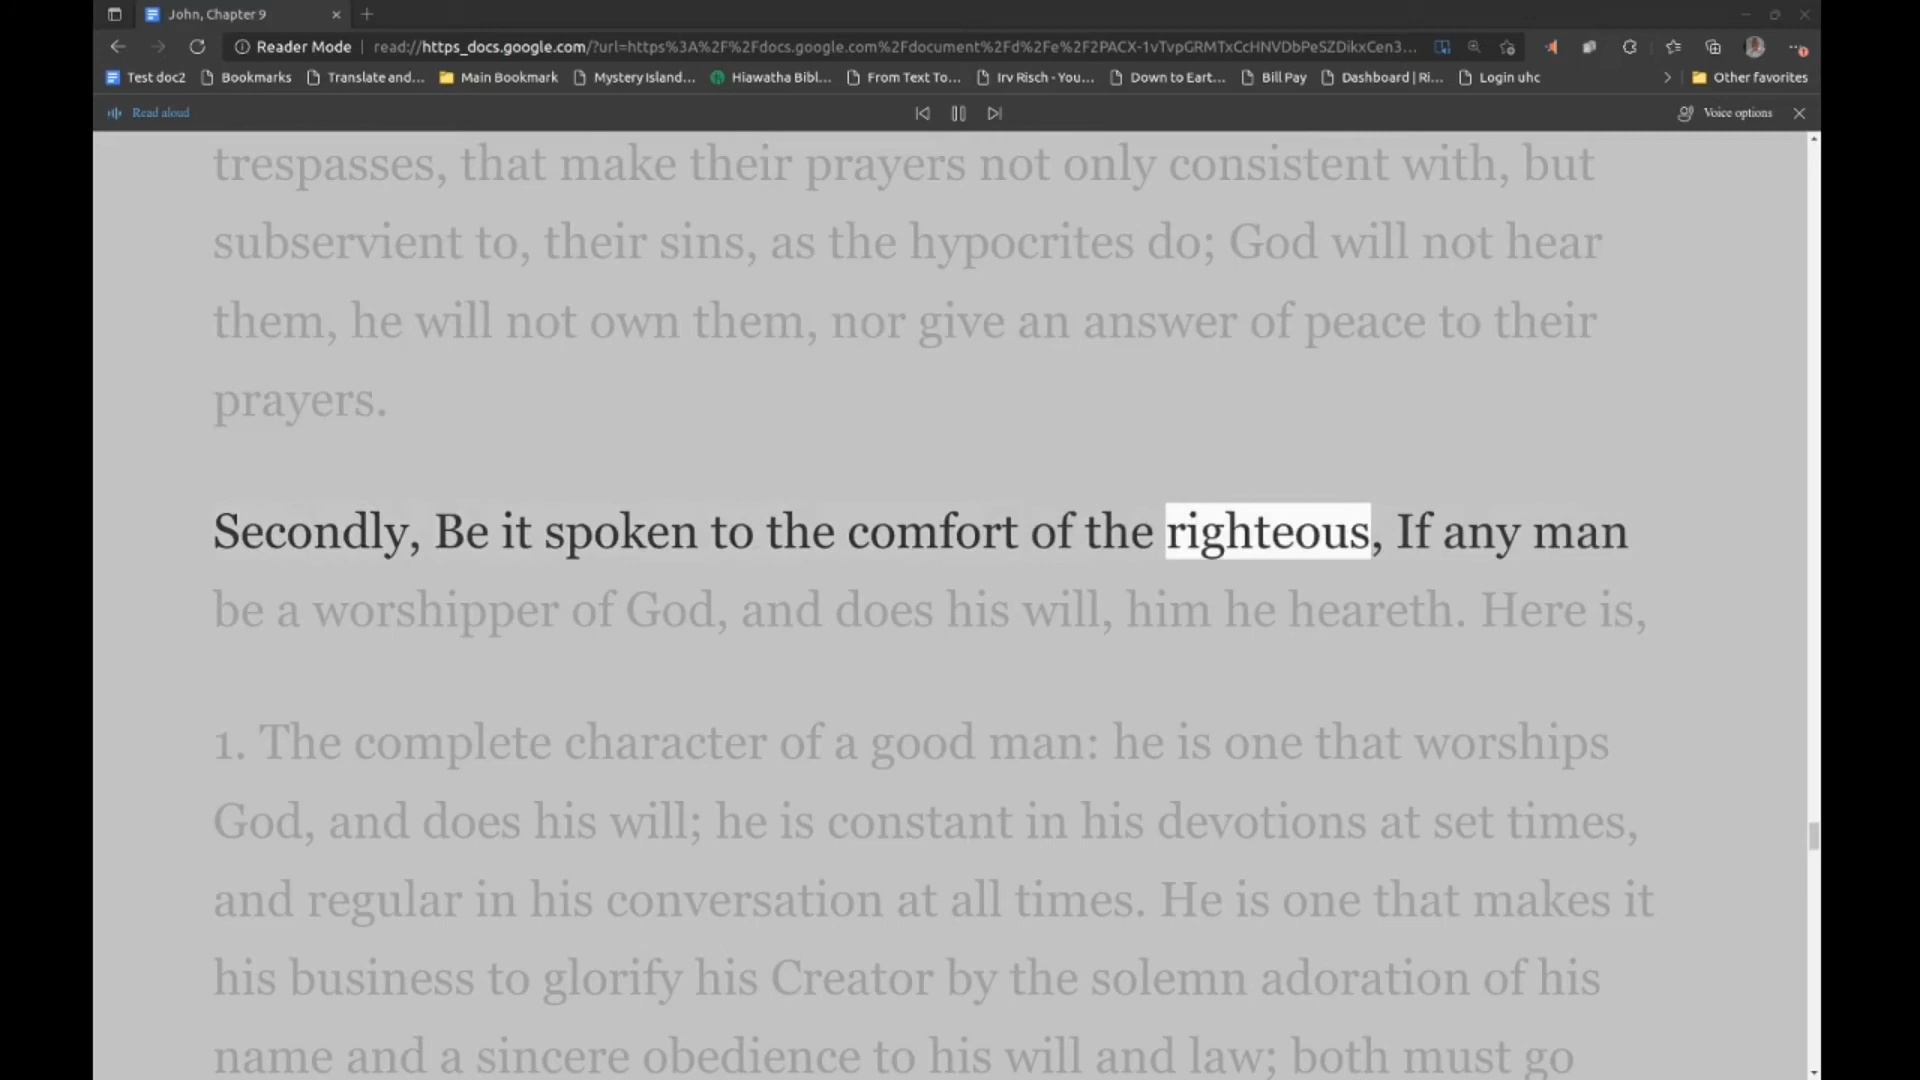 John, Chapter 9
Reader Mode
read://https_docs.google.com/?url=https%3A%2F%2Fdocs.google.com%2Fdocument%2Fd%2Fe%2F2PACX-1vTvpGRMTxCcHNVDbPeSZDikxCen3...
Test doc2
Bookmarks
Translate and...
Main Bookmark
Mystery Island...
Hiawatha Bibl...
From Text To...
Irv Risch - You...
Down to Eart...
Bill Pay
Dashboard | Ri...
Login uhc
Other favorites
Read aloud
Voice options
trespasses, that make their prayers not only consistent with, but
subservient to, their sins, as the hypocrites do; God will not hear
them, he will not own them, nor give an answer of peace to their
prayers.
Secondly, Be it spoken to the comfort of the righteous, If any man
be a worshipper of God, and does his will, him he heareth. Here is,
1. The complete character of a good man: he is one that worships
God, and does his will; he is constant in his devotions at set times,
and regular in his conversation at all times. He is one that makes it
his business to glorify his Creator by the solemn adoration of his
name and a sincere obedience to his will and law; both must go